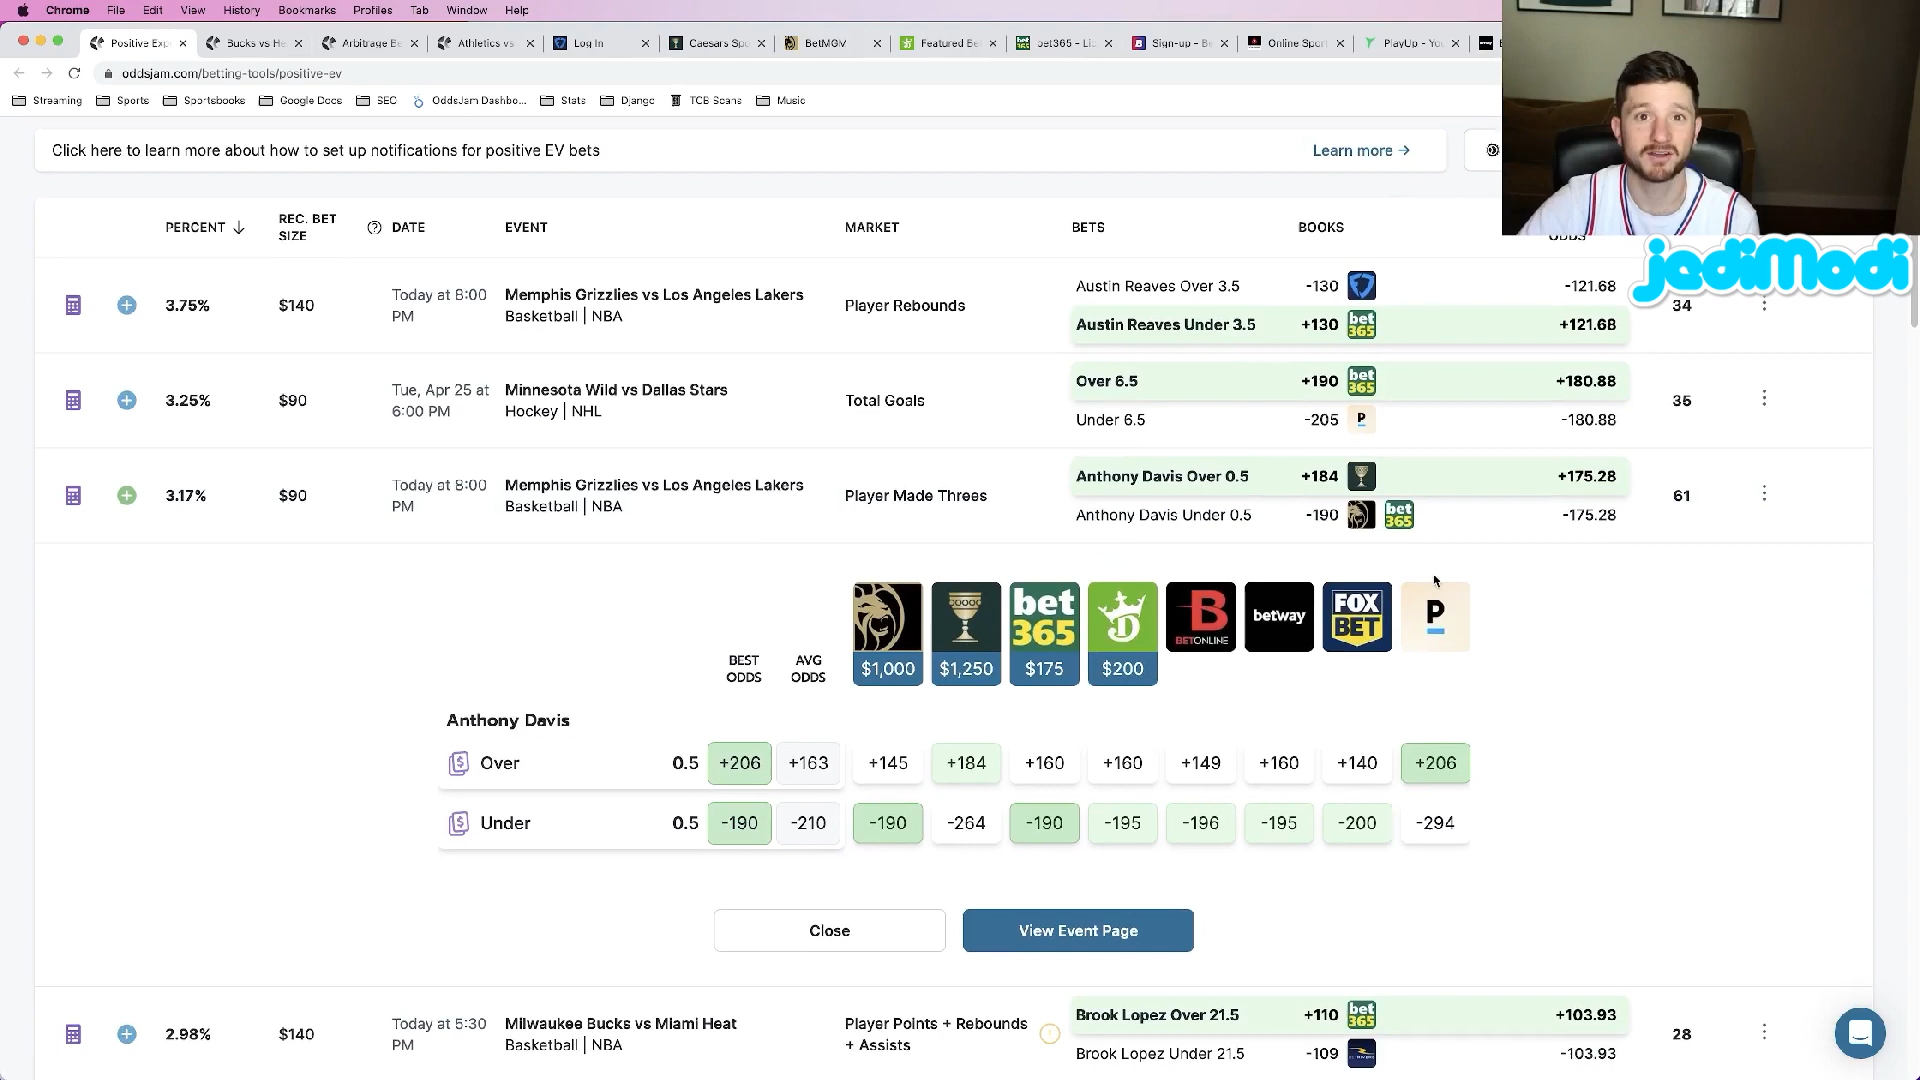 Chrome File Edit View History Bookmarks Profiles Tab Window Help
Positive Exp Bucks vs He Arbitrage Be Athletics vs Log In Caesars Spo BetMGM Featured Be bet365 - Li Sign-up - Be Online Sport PlayUp - You
oddsjam.com/betting-tools/positive-ev
Streaming Sports Sportsbooks Google Docs SEO OddsJam Dashbo... Stats Django TCB Scans Music
Click here to learn more about how to set up notifications for positive EV bets Learn more →
PERCENT ↓ REC. BET SIZE DATE EVENT MARKET BETS BOOKS
jediModi
3.75% $140 Today at 8:00 PM Memphis Grizzlies vs Los Angeles Lakers Basketball | NBA Player Rebounds 34
Austin Reaves Over 3.5 -130 -121.68
Austin Reaves Under 3.5 +130 bet 365 +121.68
3.25% $90 Tue, Apr 25 at 6:00 PM Minnesota Wild vs Dallas Stars Hockey | NHL Total Goals 35
Over 6.5 +190 bet 365 +180.88
Under 6.5 -205 P -180.88
3.17% $90 Today at 8:00 PM Memphis Grizzlies vs Los Angeles Lakers Basketball | NBA Player Made Threes 61
Anthony Davis Over 0.5 +184 +175.28
Anthony Davis Under 0.5 -190 bet 365 -175.28
bet 365 B BETONLINE betway FOX BET P
BEST ODDS AVG ODDS $1,000 $1,250 $175 $200
Anthony Davis
Over 0.5 +206 +163 +145 +184 +160 +160 +149 +160 +140 +206
Under 0.5 -190 -210 -190 -264 -190 -195 -196 -195 -200 -294
Close View Event Page
2.98% $140 Today at 5:30 PM Milwaukee Bucks vs Miami Heat Basketball | NBA Player Points + Rebounds + Assists 28
Brook Lopez Over 21.5 +110 bet 365 +103.93
Brook Lopez Under 21.5 -109 -103.93